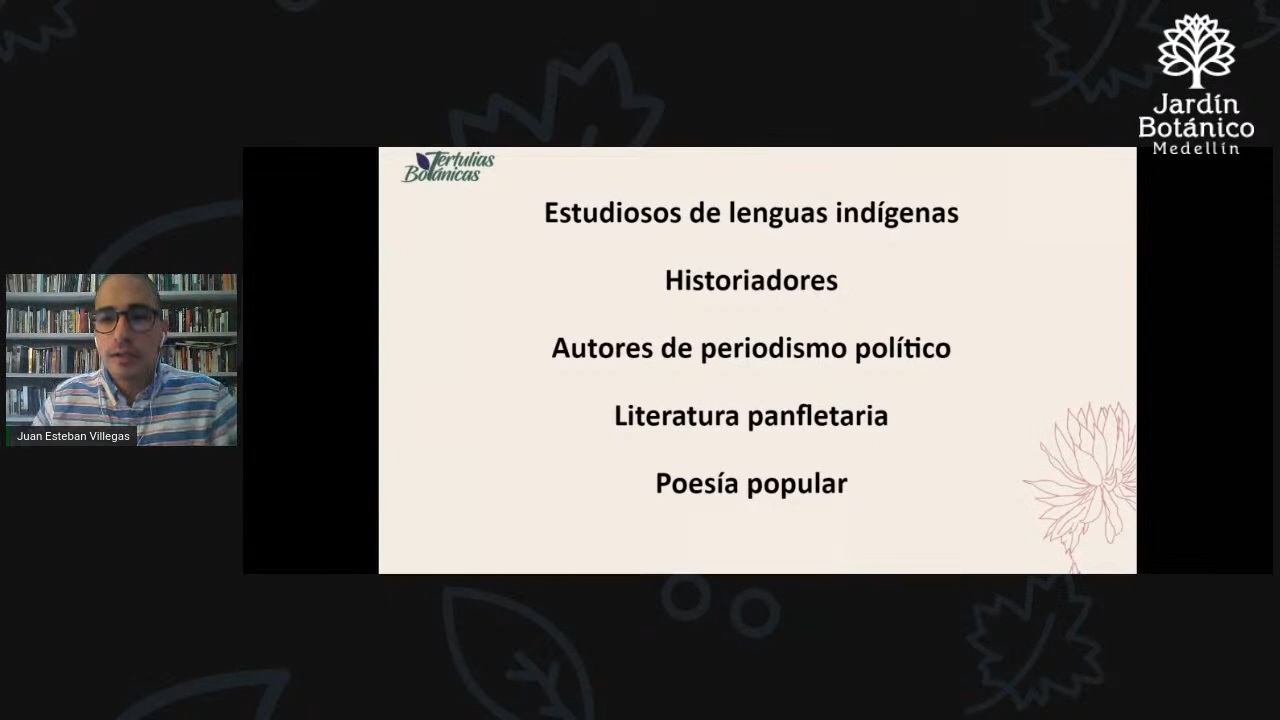 Jardín
Botánico
Medellín
Tertulias
Botánicas
Estudiosos de lenguas indígenas
Historiadores
Autores de periodismo político
Literatura panfletaria
Poesía popular
Juan Esteban Villegas